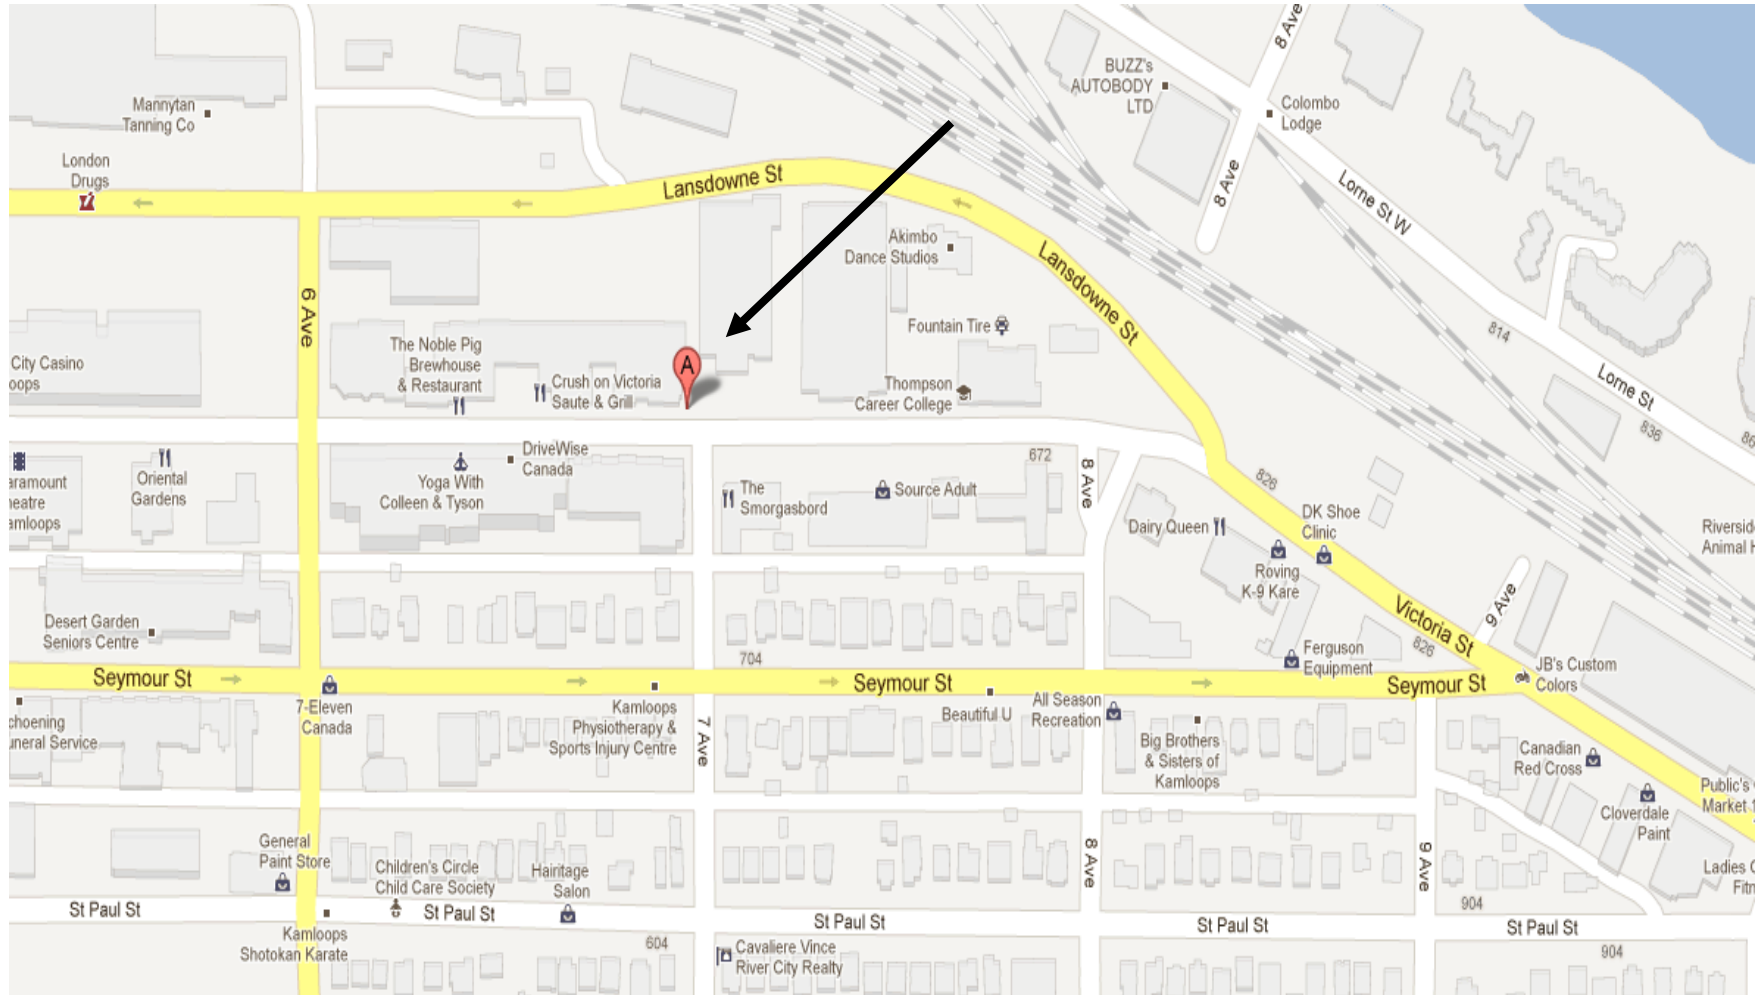 8 Ave
BUZZ's
AUTOBODY
LTD
Mannytan
Tanning Co
Colombo
Lodge
London
Drugs
Lansdowne St
8 Ave
Lorne St W
Akimbo
Dance Studios
Lansdowne St
6 Ave
Fountain Tire
814
The Noble Pig
Brewhouse
& Restaurant
City Casino
oops
A
Crush on Victoria
Saute & Grill
Thompson
Career College
Lorne St
836
86
DriveWise
Canada
672
8 Ave
826
aramount
heatre
amloops
Oriental
Gardens
Yoga With
Colleen & Tyson
The
Smorgasbord
Source Adult
Dairy Queen
DK Shoe
Clinic
Riversid
Animal H
Roving
K-9 Kare
9 Ave
Victoria St
826
Desert Garden
Seniors Centre
704
Ferguson
Equipment
JB's Custom
Colors
Seymour St
Seymour St
Seymour St
choening
uneral Service
7-Eleven
Canada
Kamloops
Physiotherapy &
Sports Injury Centre
7 Ave
Beautiful U
All Season
Recreation
Big Brothers
& Sisters of
Kamloops
Canadian
Red Cross
Public's
Market 1
Cloverdale
Paint
General
Paint Store
Children's Circle
Child Care Society
Hairitage
Salon
8 Ave
9 Ave
Ladies C
Fitn
St Paul St
St Paul St
St Paul St
St Paul St
904
St Paul St
Kamloops
Shotokan Karate
604
Cavaliere Vince
River City Realty
904